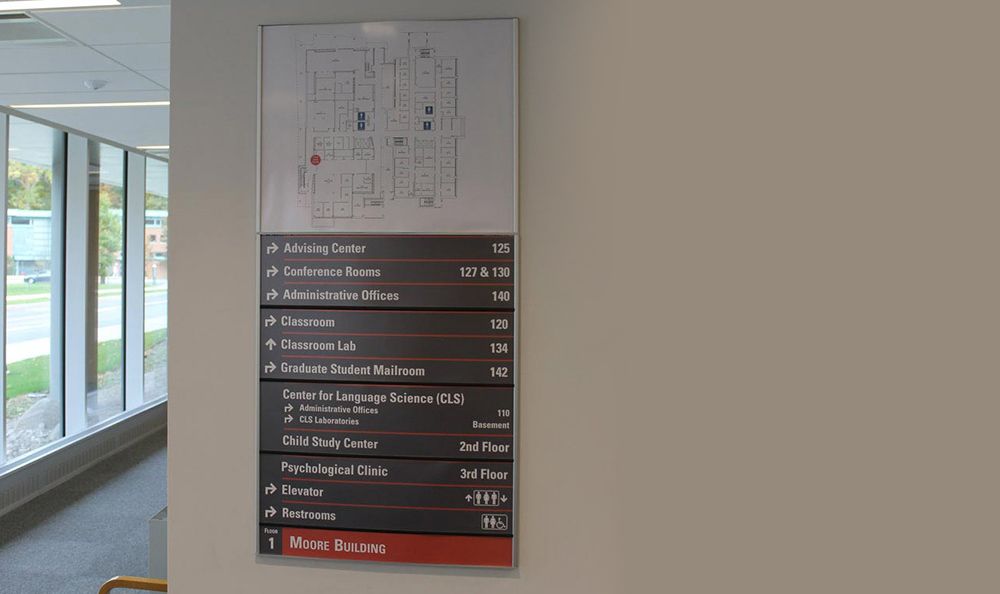 Advising Center 125
Conference Rooms 127 & 130
Administrative Offices 140
Classroom 120
Classroom Lab 134
Graduate Student Mailroom 142
Center for Language Science (CLS)
Administrative Offices 110
CLS Laboratories Basement
Child Study Center 2nd Floor
Psychological Clinic 3rd Floor
Elevator
Restrooms
FLOOR
1 MOORE BUILDING